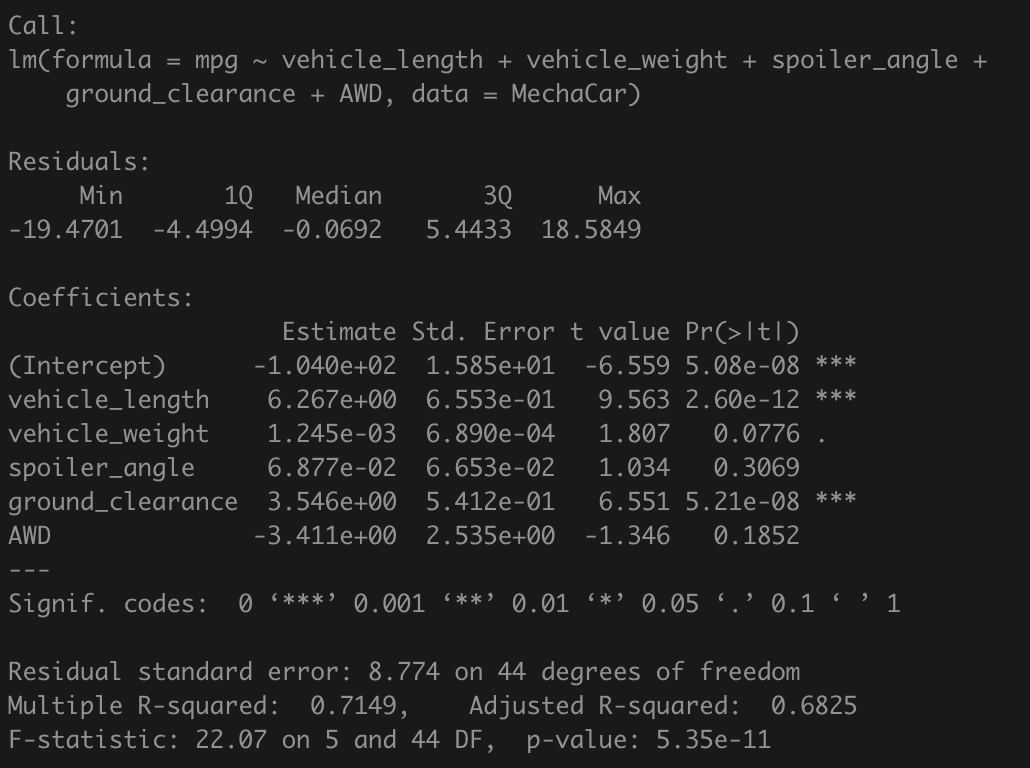 Call:
lm(formula = mpg ~ vehicle_length + vehicle_weight + spoiler_angle +
    ground_clearance + AWD, data = MechaCar)

Residuals:
     Min       1Q   Median       3Q      Max
-19.4701  -4.4994  -0.0692   5.4433  18.5849

Coefficients:
                   Estimate Std. Error t value Pr(>|t|)
(Intercept)      -1.040e+02  1.585e+01  -6.559 5.08e-08 ***
vehicle_length    6.267e+00  6.553e-01   9.563 2.60e-12 ***
vehicle_weight    1.245e-03  6.890e-04   1.807   0.0776 .
spoiler_angle     6.877e-02  6.653e-02   1.034   0.3069
ground_clearance  3.546e+00  5.412e-01   6.551 5.21e-08 ***
AWD              -3.411e+00  2.535e+00  -1.346   0.1852
---
Signif. codes:  0 ‘***’ 0.001 ‘**’ 0.01 ‘*’ 0.05 ‘.’ 0.1 ‘ ’ 1

Residual standard error: 8.774 on 44 degrees of freedom
Multiple R-squared:  0.7149,    Adjusted R-squared:  0.6825
F-statistic: 22.07 on 5 and 44 DF,  p-value: 5.35e-11